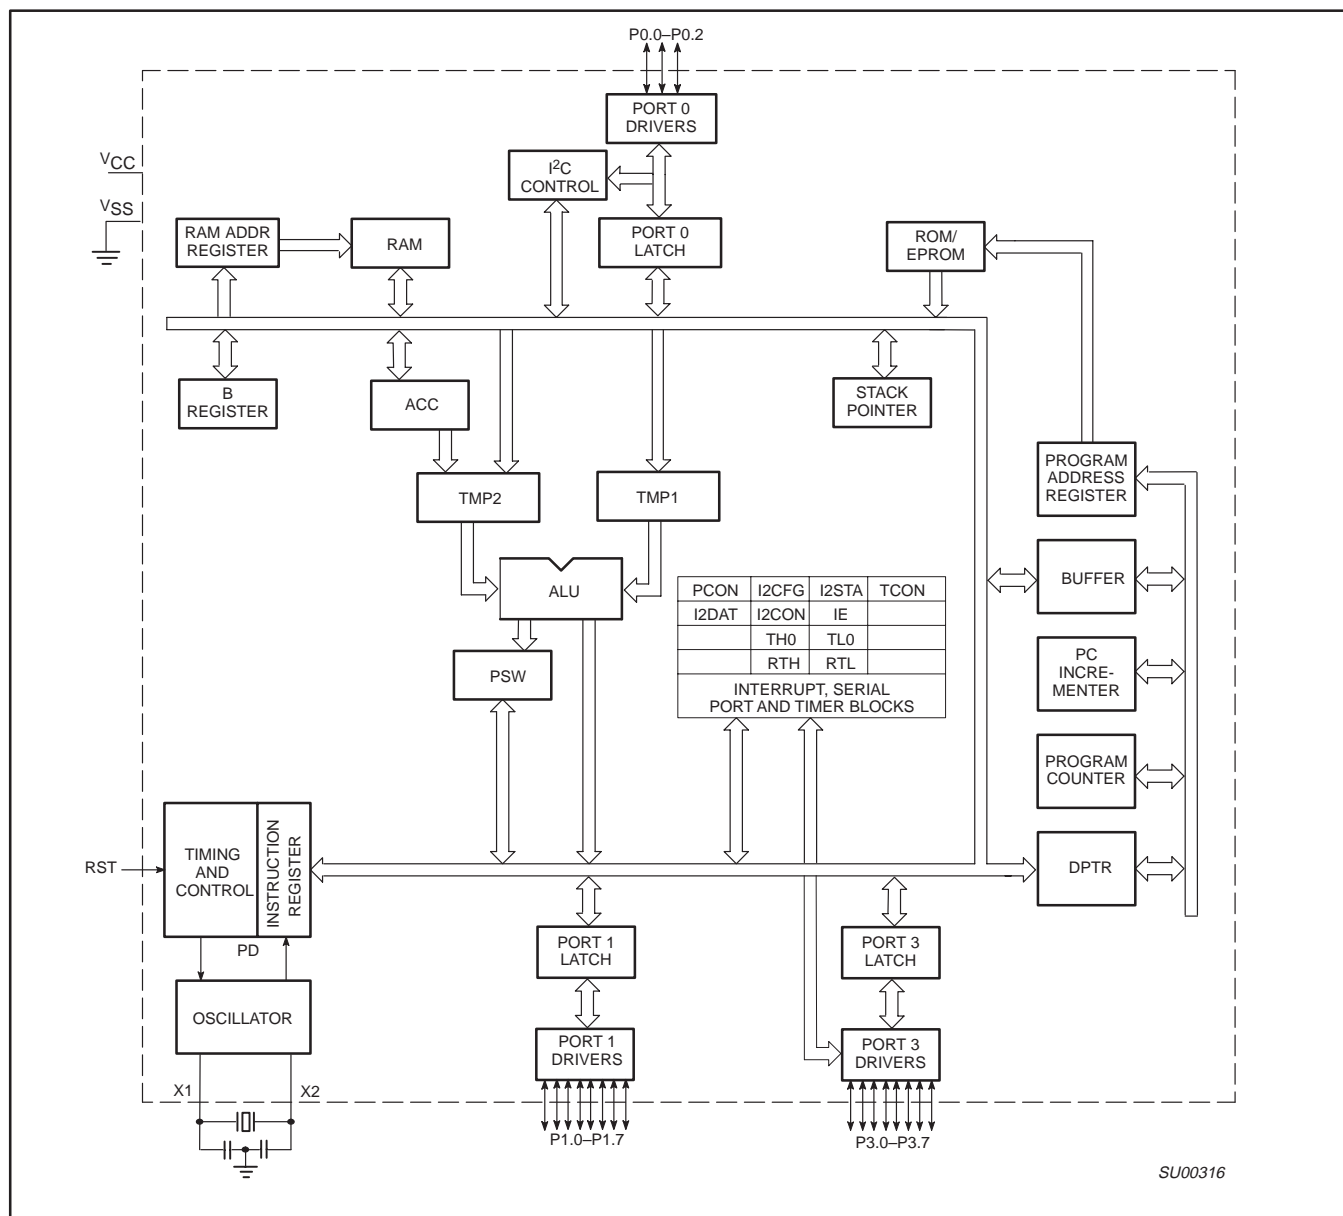 P0.0–P0.2
PORT 0
DRIVERS
VCC
I2C
CONTROL
VSS
RAM ADDR
REGISTER
RAM
PORT 0
LATCH
ROM/
EPROM
B
REGISTER
ACC
STACK
POINTER
PROGRAM
ADDRESS
REGISTER
TMP2
TMP1
ALU
BUFFER
PCON I2CFG I2STA TCON
I2DAT I2CON IE
TH0 TL0
RTH RTL
INTERRUPT, SERIAL
PORT AND TIMER BLOCKS
PSW
PC
INCRE-
MENTER
PROGRAM
COUNTER
RST
TIMING
AND
CONTROL
INSTRUCTION
REGISTER
DPTR
PD
PORT 1
LATCH
PORT 3
LATCH
OSCILLATOR
PORT 1
DRIVERS
PORT 3
DRIVERS
X1
X2
P1.0–P1.7
P3.0–P3.7
SU00316